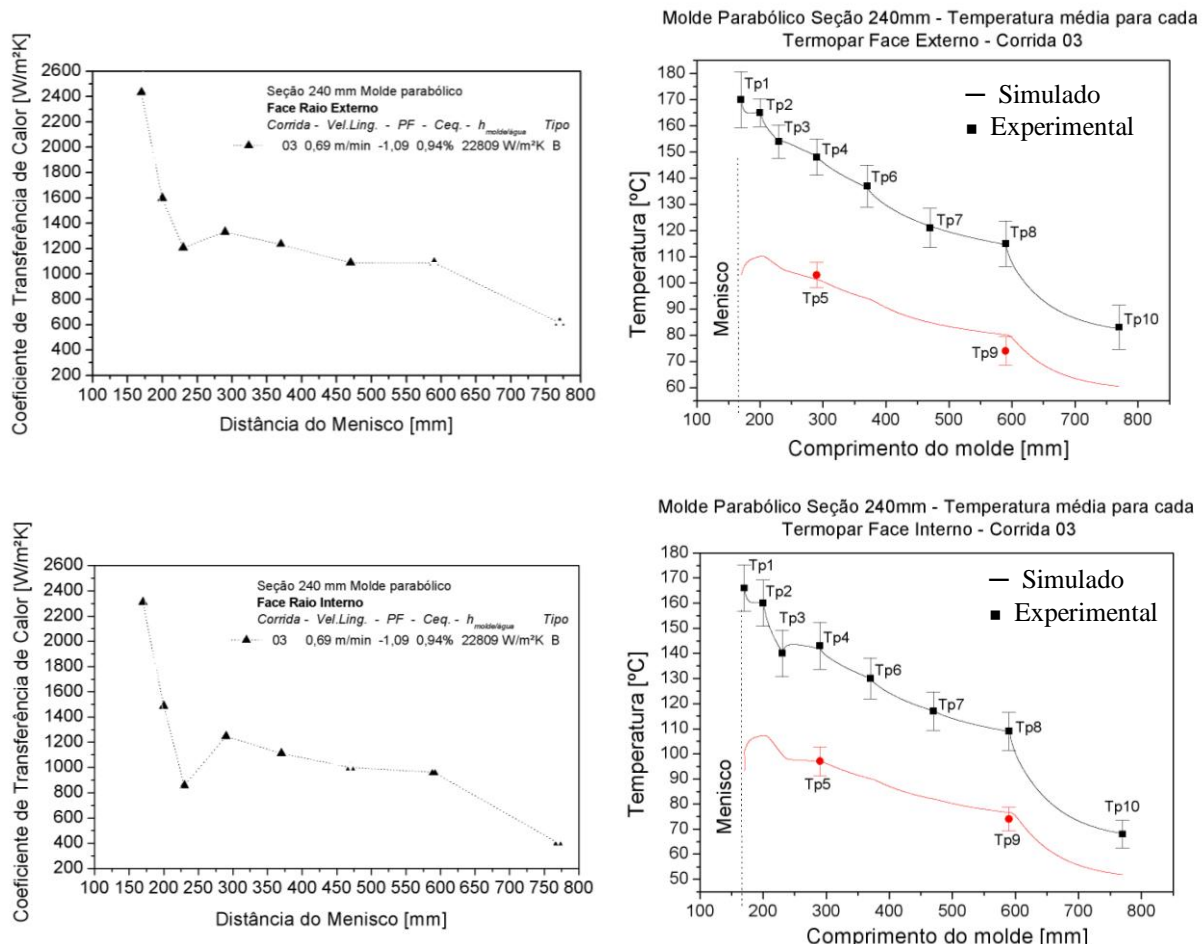 Coeficiente de Transferência de Calor [W/m²K]
2600
2400
2200
2000
1800
1600
1400
1200
1000
800
600
400
200
Seção 240 mm Molde parabólico
Face Raio Externo
Corrida - Vel.Ling. - PF - Ceq. - h molde/água Tipo
03 0,69 m/min -1,09 0,94% 22809 W/m²K B
100 150 200 250 300 350 400 450 500 550 600 650 700 750 800
Distância do Menisco [mm]
Molde Parabólico Seção 240mm - Temperatura média para cada
Termopar Face Externo - Corrida 03
Temperatura [ºC]
180
170
160
150
140
130
120
110
100
90
80
70
60
Menisco
Tp1
Tp2
Tp3
Tp4
Tp6
Tp7
Tp8
Tp10
Tp5
Tp9
— Simulado
■ Experimental
100 200 300 400 500 600 700 800
Comprimento do molde [mm]
Coeficiente de Transferência de Calor [W/m²K]
2600
2400
2200
2000
1800
1600
1400
1200
1000
800
600
400
200
Seção 240 mm Molde parabólico
Face Raio Interno
Corrida - Vel.Ling. - PF - Ceq. - h molde/água Tipo
03 0,69 m/min -1,09 0,94% 22809 W/m²K B
100 150 200 250 300 350 400 450 500 550 600 650 700 750 800
Distância do Menisco [mm]
Molde Parabólico Seção 240mm - Temperatura média para cada
Termopar Face Interno - Corrida 03
Temperatura [ºC]
180
170
160
150
140
130
120
110
100
90
80
70
60
50
Menisco
Tp1
Tp2
Tp3
Tp4
Tp6
Tp7
Tp8
Tp10
Tp5
Tp9
— Simulado
■ Experimental
100 200 300 400 500 600 700 800
Comprimento do molde [mm]